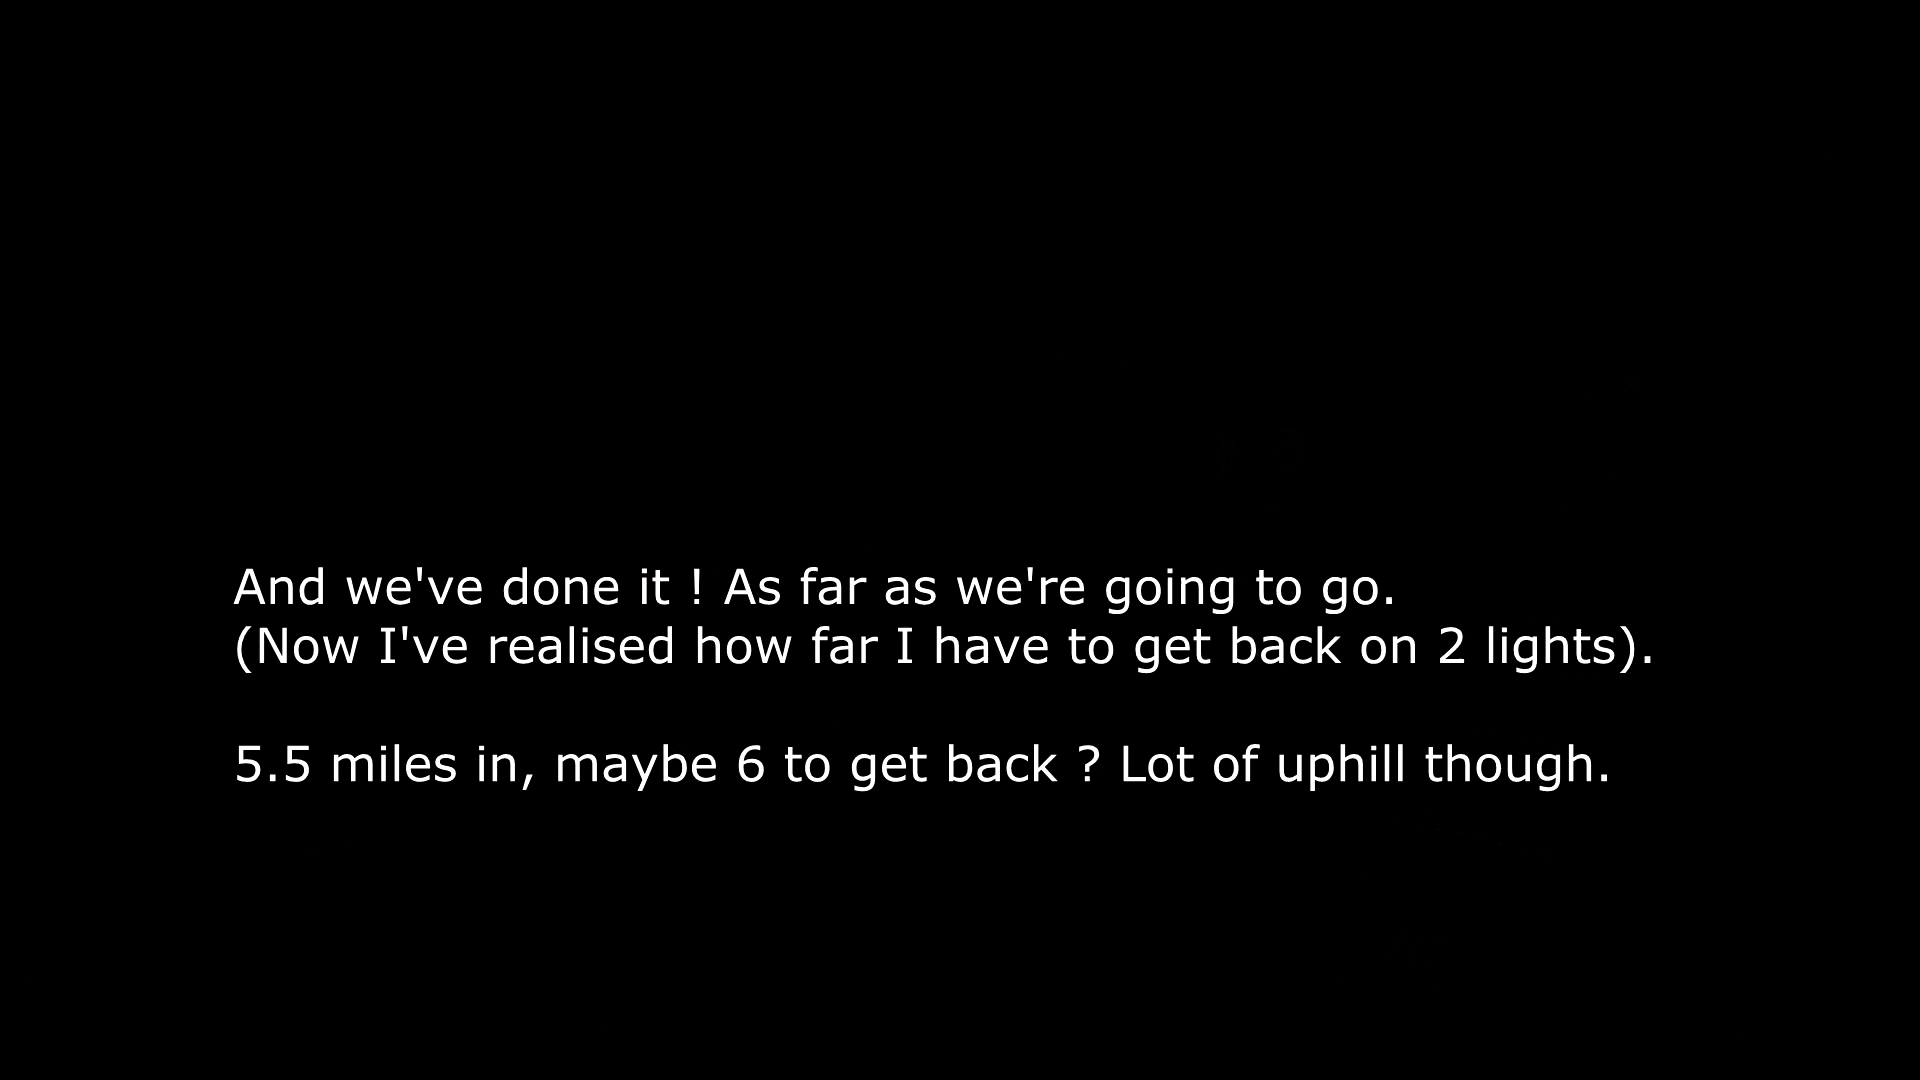 And we've done it ! As far as we're going to go.
(Now I've realised how far I have to get back on 2 lights).
5.5 miles in, maybe 6 to get back ? Lot of uphill though.